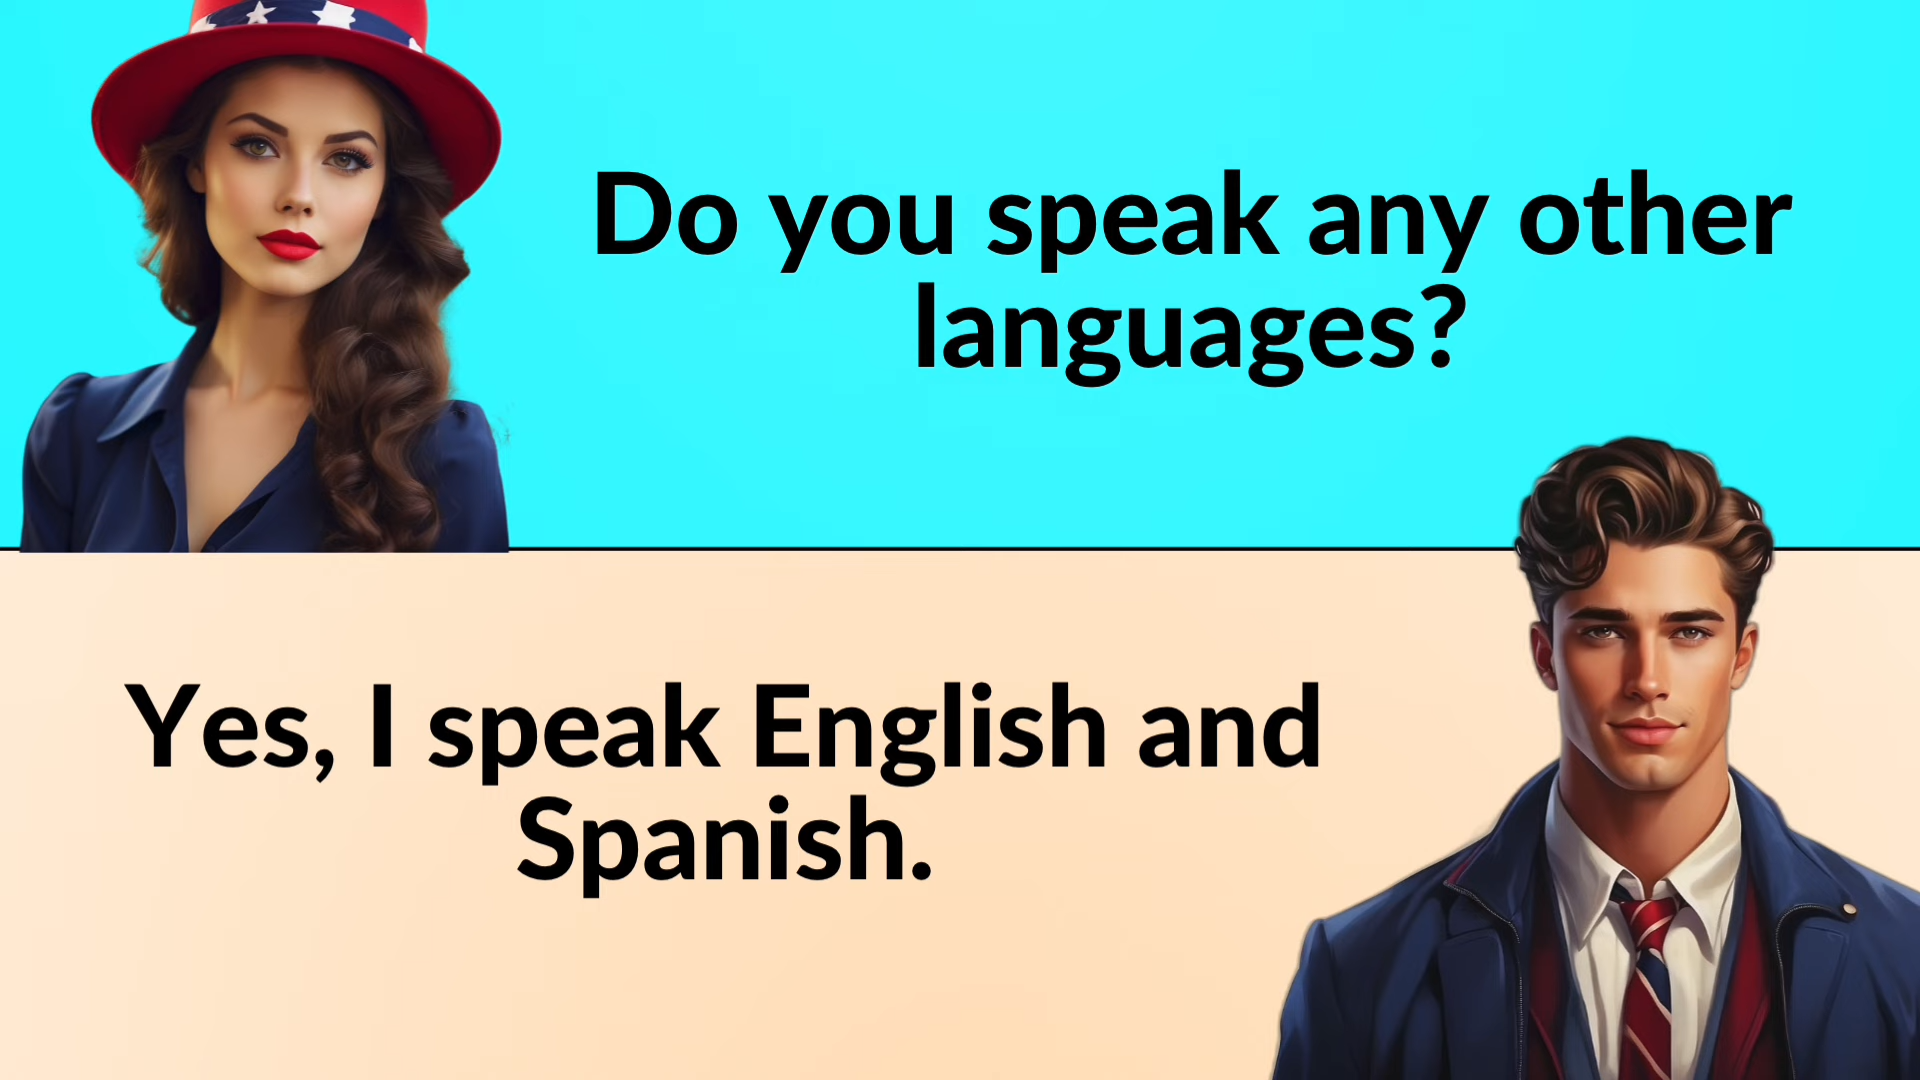 Do you speak any other
languages?
Yes, I speak English and
Spanish.